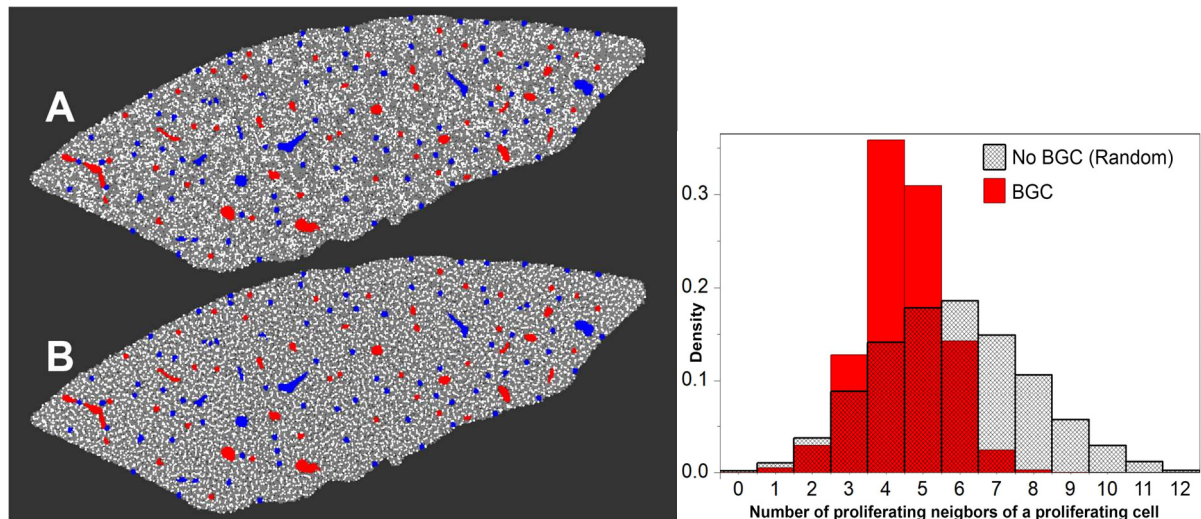 A
B
No BGC (Random)
BGC
0.3
0.2
0.1
0.0
Density
0 1 2 3 4 5 6 7 8 9 10 11 12
Number of proliferating neigbors of a proliferating cell